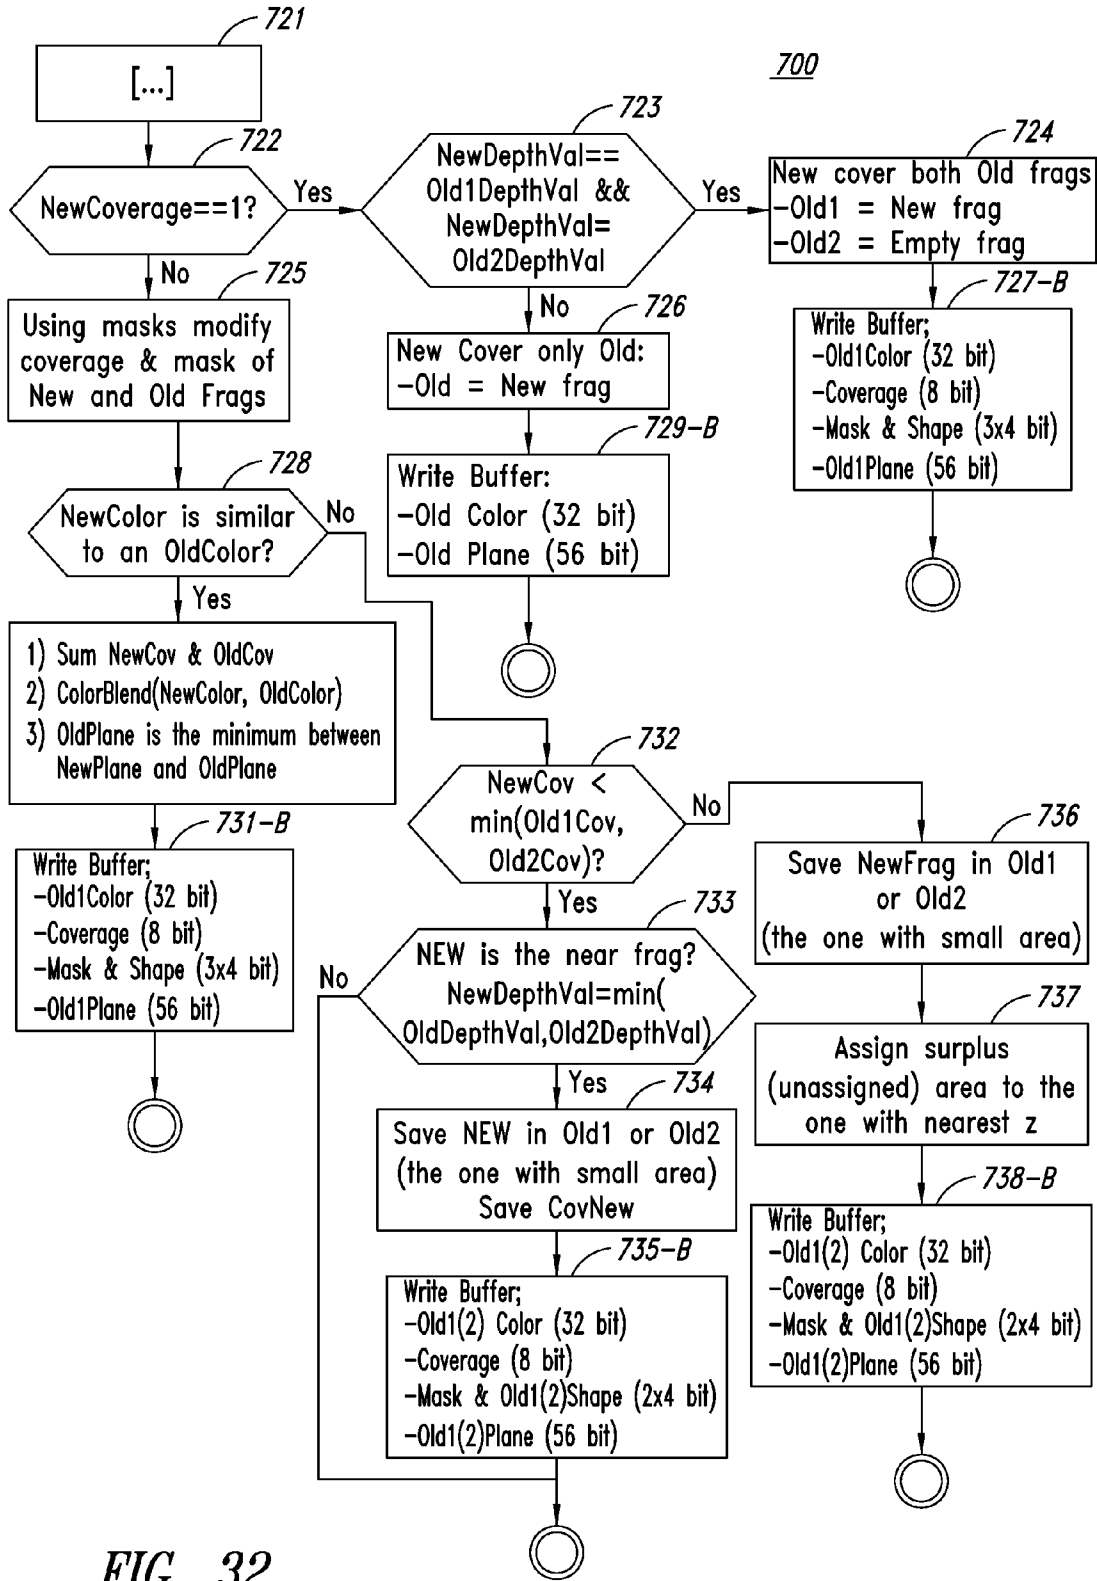 721
700
[...]
722
NewCoverage==1?
Yes
723
NewDepthVal==
Old1DepthVal &&
NewDepthVal=
Old2DepthVal
Yes
724
New cover both Old frags
-Old1 = New frag
-Old2 = Empty frag
No
725
Using masks modify
coverage & mask of
New and Old Frags
No
726
New Cover only Old:
-Old = New frag
727-B
Write Buffer;
-Old1Color (32 bit)
-Coverage (8 bit)
-Mask & Shape (3x4 bit)
-Old1Plane (56 bit)
729-B
Write Buffer:
-Old Color (32 bit)
-Old Plane (56 bit)
728
NewColor is similar
to an OldColor?
No
Yes
1) Sum NewCov & OldCov
2) ColorBlend(NewColor, OldColor)
3) OldPlane is the minimum between
NewPlane and OldPlane
731-B
Write Buffer;
-Old1Color (32 bit)
-Coverage (8 bit)
-Mask & Shape (3x4 bit)
-Old1Plane (56 bit)
732
NewCov <
min(Old1Cov,
Old2Cov)?
No
Yes
733
NEW is the near frag?
NewDepthVal=min(
OldDepthVal,Old2DepthVal)
No
Yes
734
Save NEW in Old1 or Old2
(the one with small area)
Save CovNew
735-B
Write Buffer;
-Old1(2) Color (32 bit)
-Coverage (8 bit)
-Mask & Old1(2)Shape (2x4 bit)
-Old1(2)Plane (56 bit)
736
Save NewFrag in Old1
or Old2
(the one with small area)
737
Assign surplus
(unassigned) area to the
one with nearest z
738-B
Write Buffer;
-Old1(2) Color (32 bit)
-Coverage (8 bit)
-Mask & Old1(2)Shape (2x4 bit)
-Old1(2)Plane (56 bit)
FIG. 32